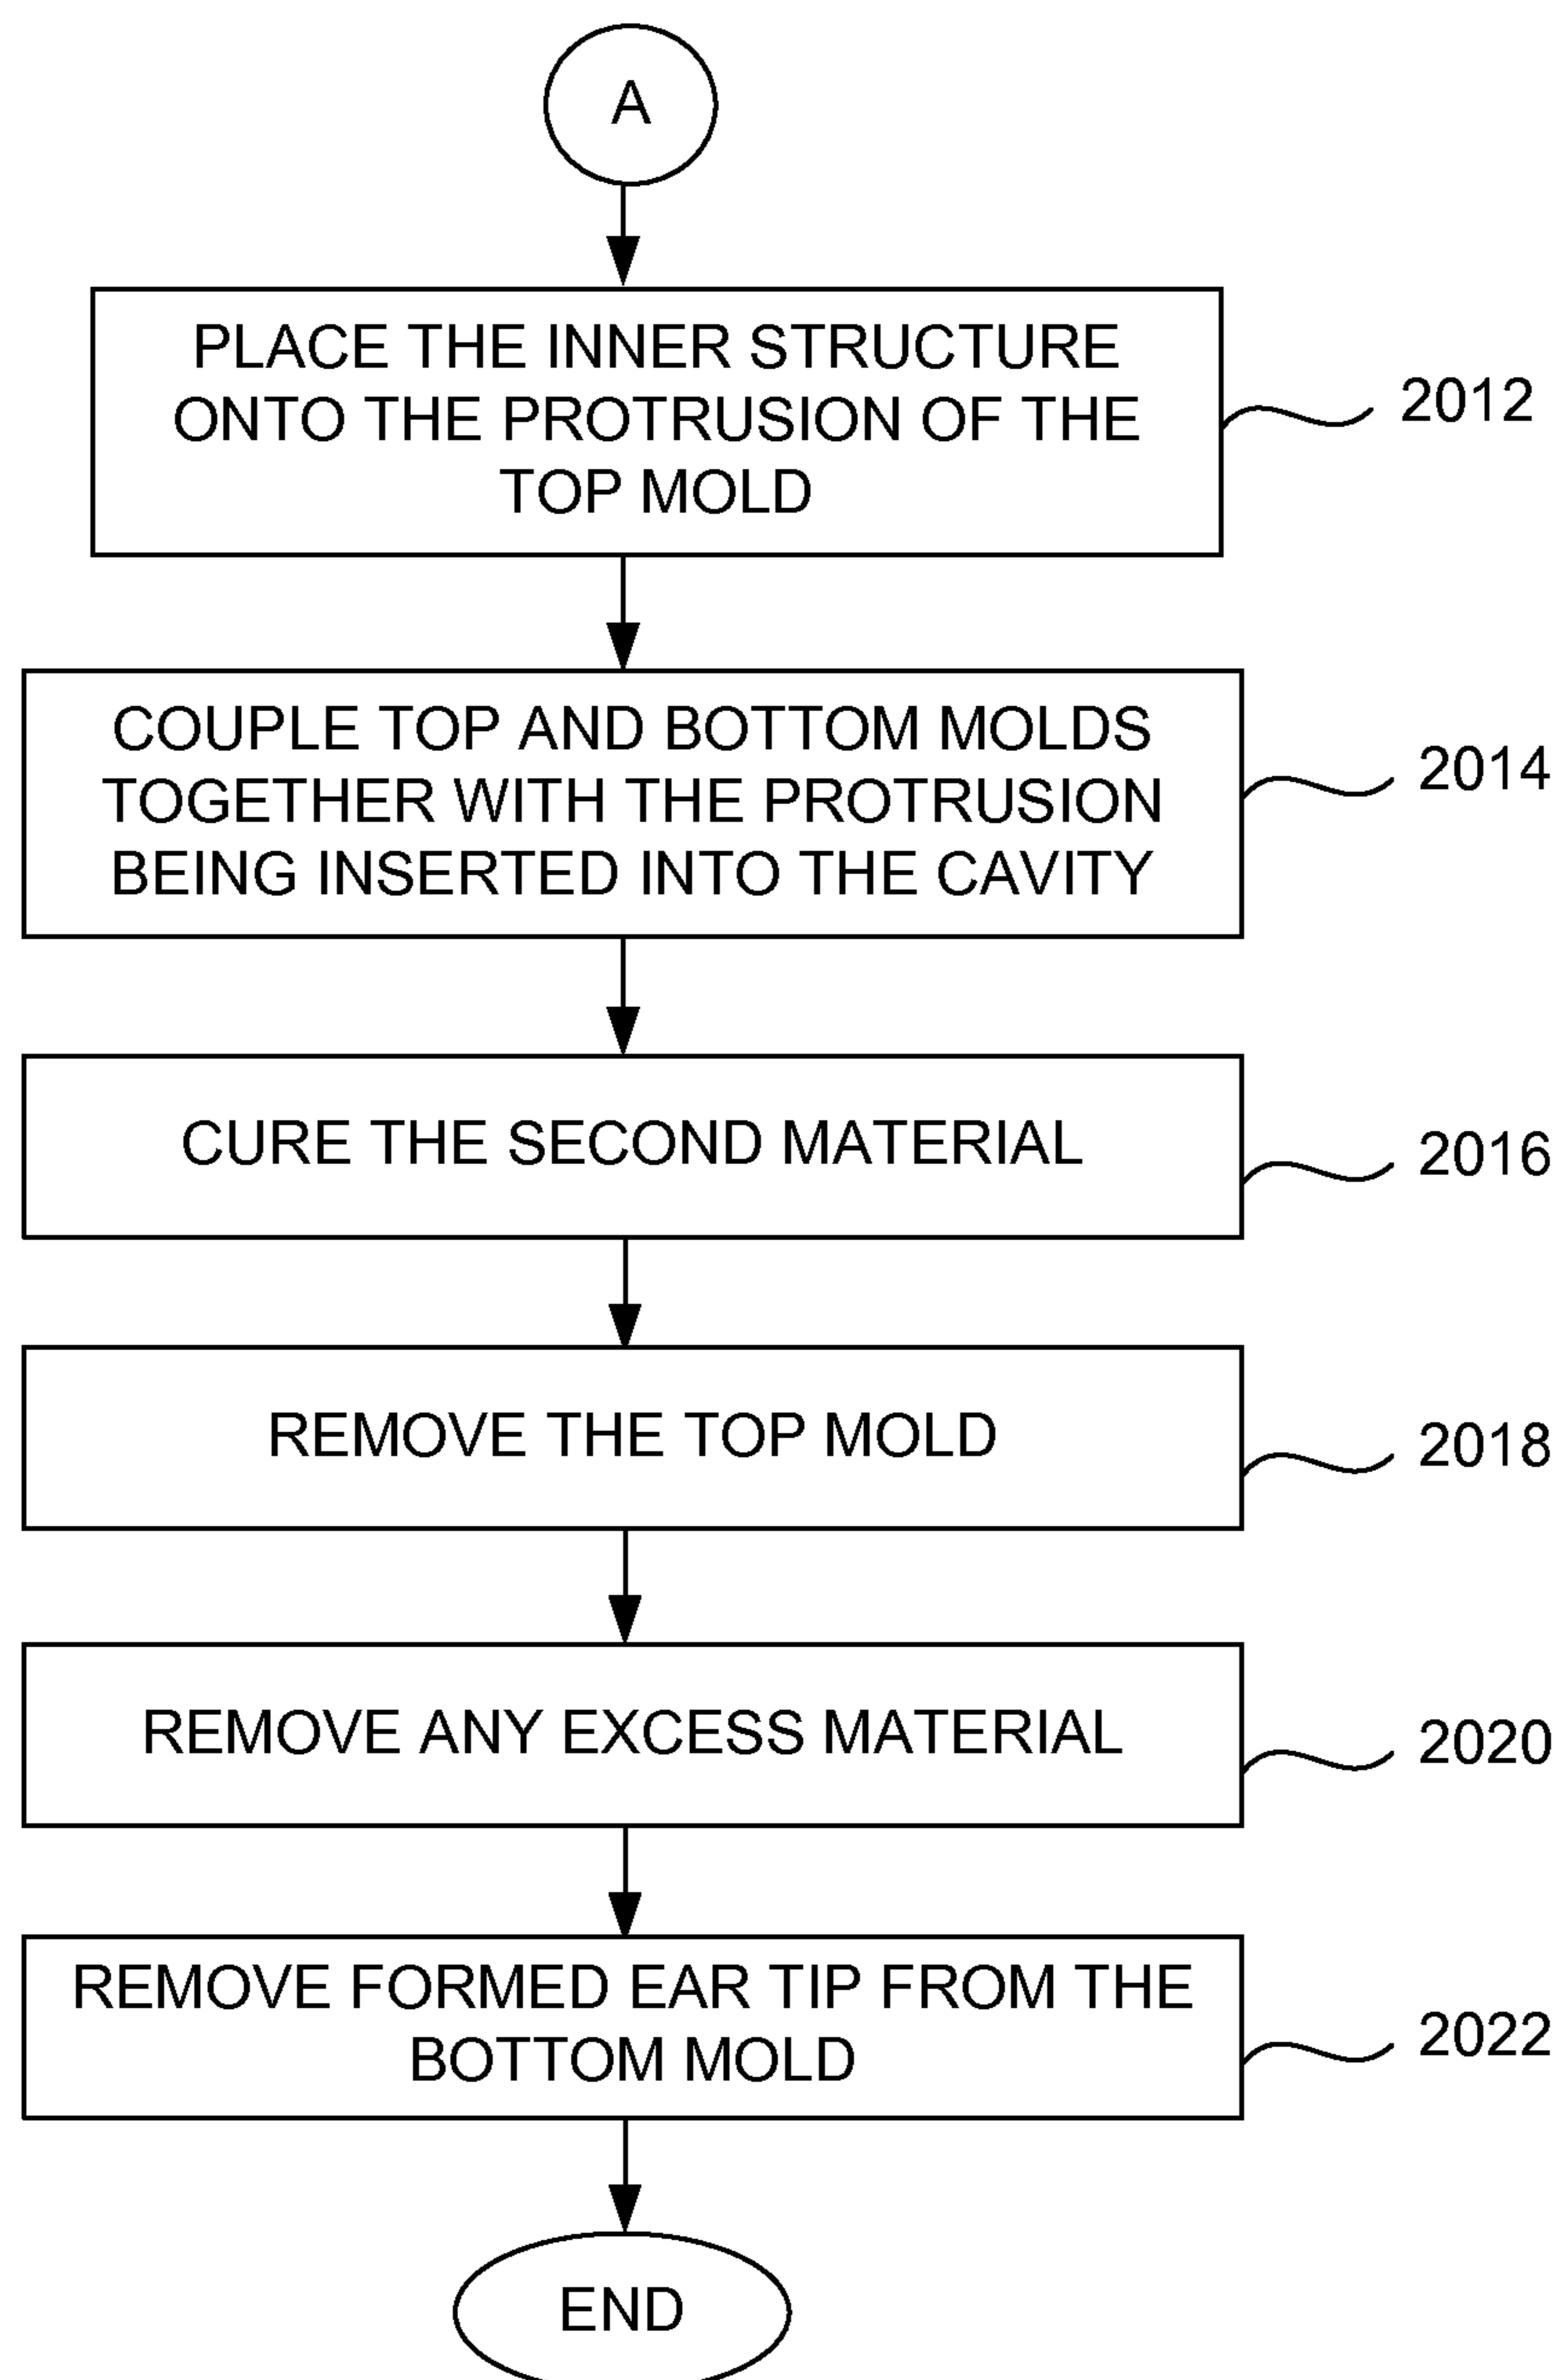 A
PLACE THE INNER STRUCTURE
ONTO THE PROTRUSION OF THE
TOP MOLD
2012
COUPLE TOP AND BOTTOM MOLDS
TOGETHER WITH THE PROTRUSION
BEING INSERTED INTO THE CAVITY
2014
CURE THE SECOND MATERIAL
2016
REMOVE THE TOP MOLD
2018
REMOVE ANY EXCESS MATERIAL
2020
REMOVE FORMED EAR TIP FROM THE
BOTTOM MOLD
2022
END